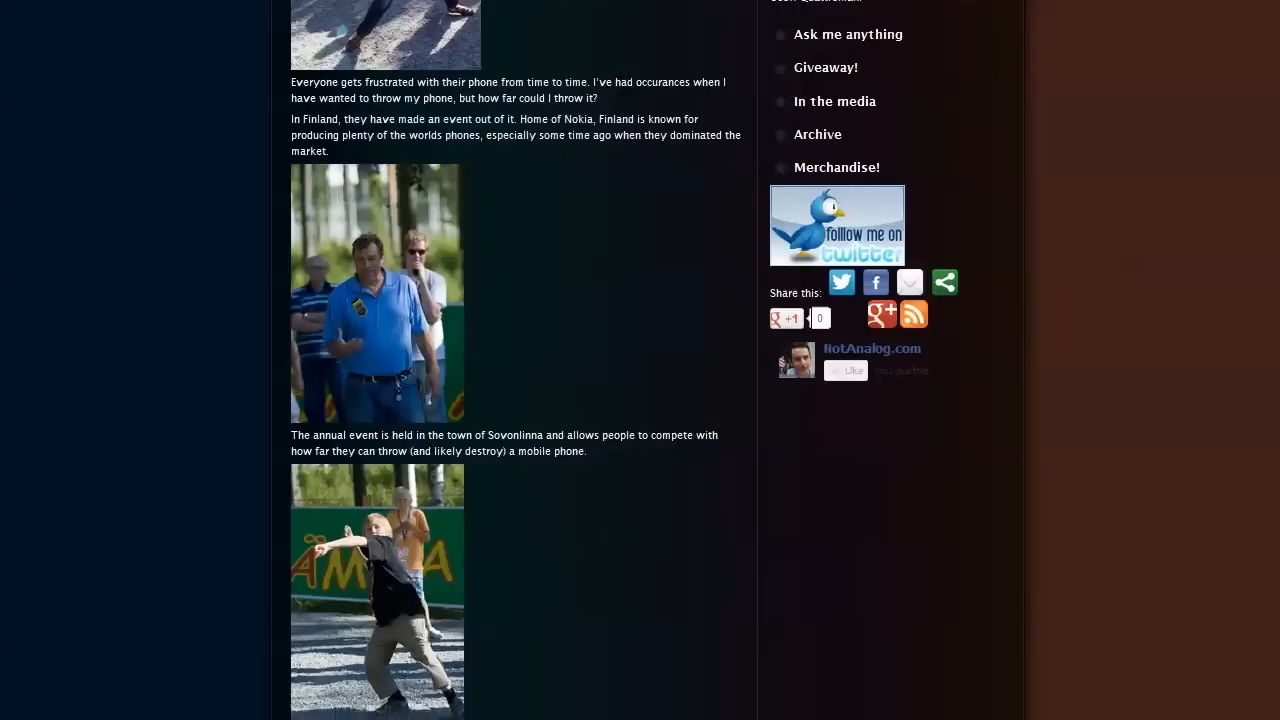 Ask me anything
Giveaway!
In the media
Archive
Merchandise!
folllow me on
twitter
Share this:
f
g+
g +1
0
NotAnalog.com
Like
Everyone gets frustrated with their phone from time to time. I've had occurances when I
have wanted to throw my phone, but how far could I throw it?
In Finland, they have made an event out of it. Home of Nokia, Finland is known for
producing plenty of the worlds phones, especially some time ago when they dominated the
market.
The annual event is held in the town of Sovonlinna and allows people to compete with
how far they can throw (and likely destroy) a mobile phone.